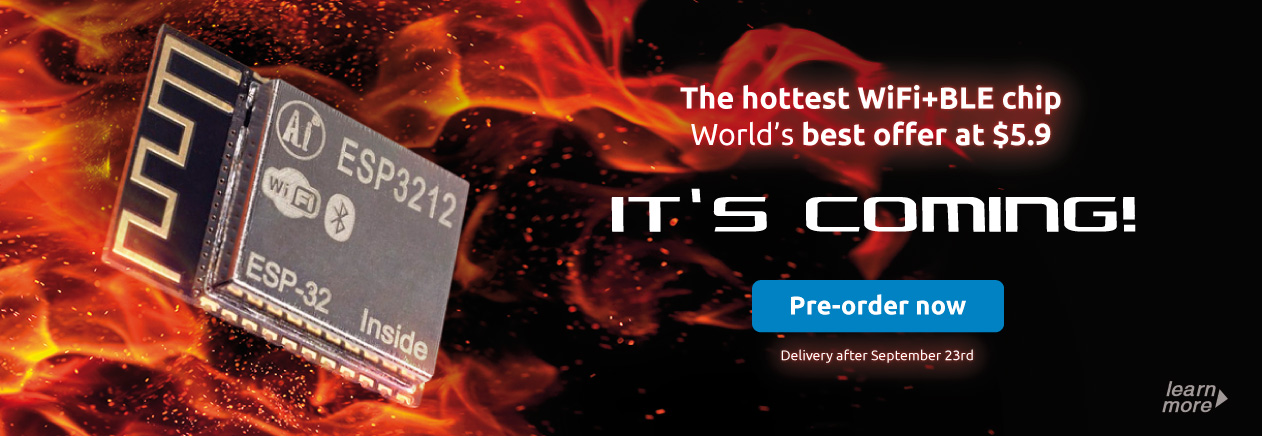 Ai
ESP3212
WiFi
ESP-32
Inside
The hottest WiFi+BLE chip
World's best offer at $5.9
IT'S COMING!
Pre-order now
Delivery after September 23rd
learn
more